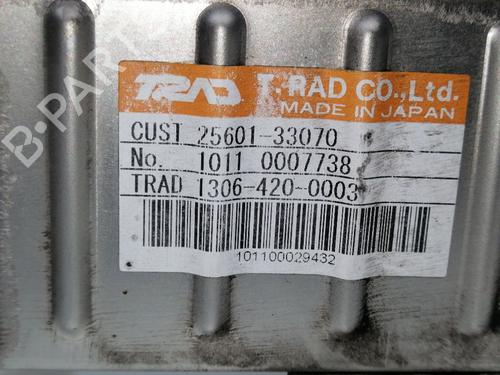 TRAD T.RAD CO.,Ltd.
MADE IN JAPAN
CUST 25601-33070
No. 1011 0007738
TRAD 1306-420-0003
101100029432
B-PARTS